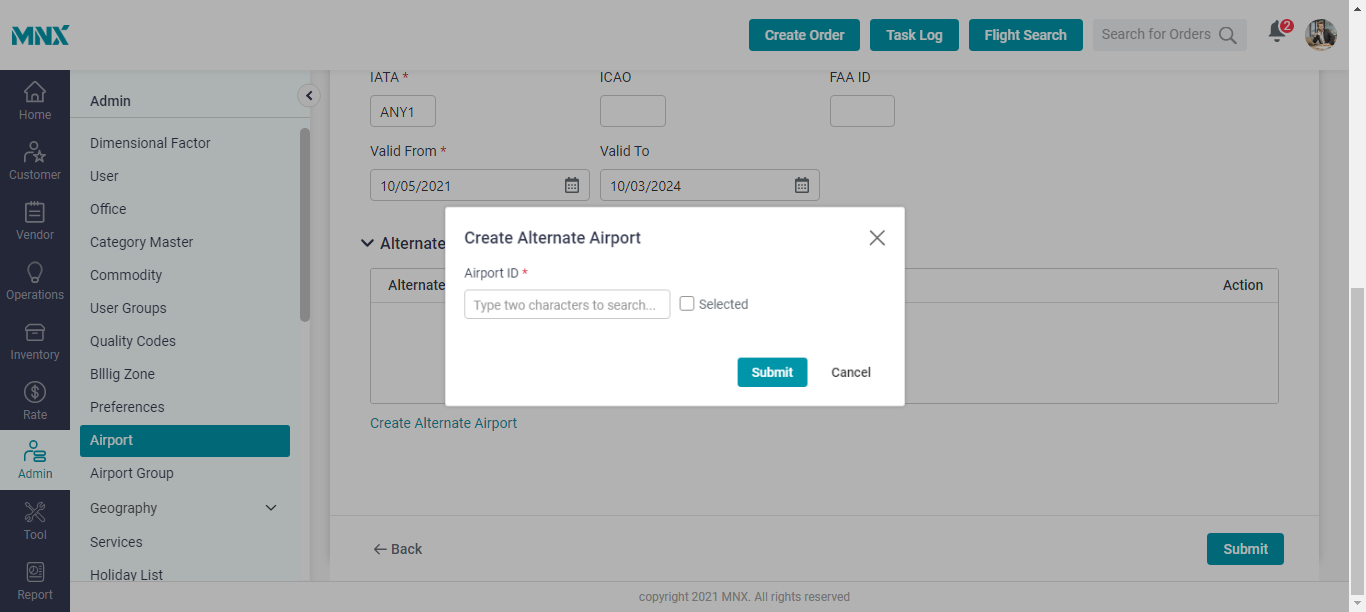 MNX
Create Order
Task Log
Flight Search
Search for Orders
2
Home
Customer
Vendor
Operations
Inventory
Rate
Admin
Tool
Report
Admin
Dimensional Factor
User
Office
Category Master
Commodity
User Groups
Quality Codes
Blllig Zone
Preferences
Airport
Airport Group
Geography
Services
Holiday List
IATA *
ICAO
FAA ID
ANY1
Valid From *
Valid To
10/05/2021
10/03/2024
Alternate
Alternate
Action
Create Alternate Airport
Airport ID *
Type two characters to search...
Selected
Submit
Cancel
Create Alternate Airport
Back
Submit
copyright 2021 MNX. All rights reserved